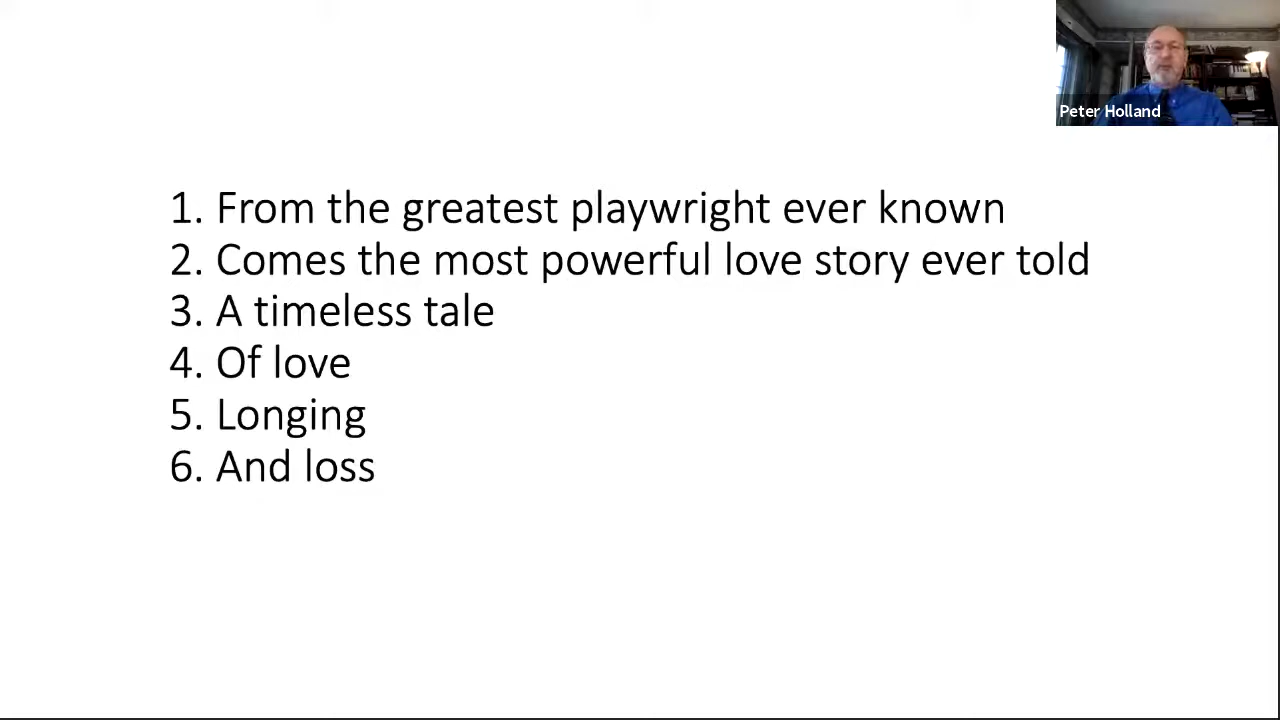 Peter Holland
1. From the greatest playwright ever known
2. Comes the most powerful love story ever told
3. A timeless tale
4. Of love
5. Longing
6. And loss